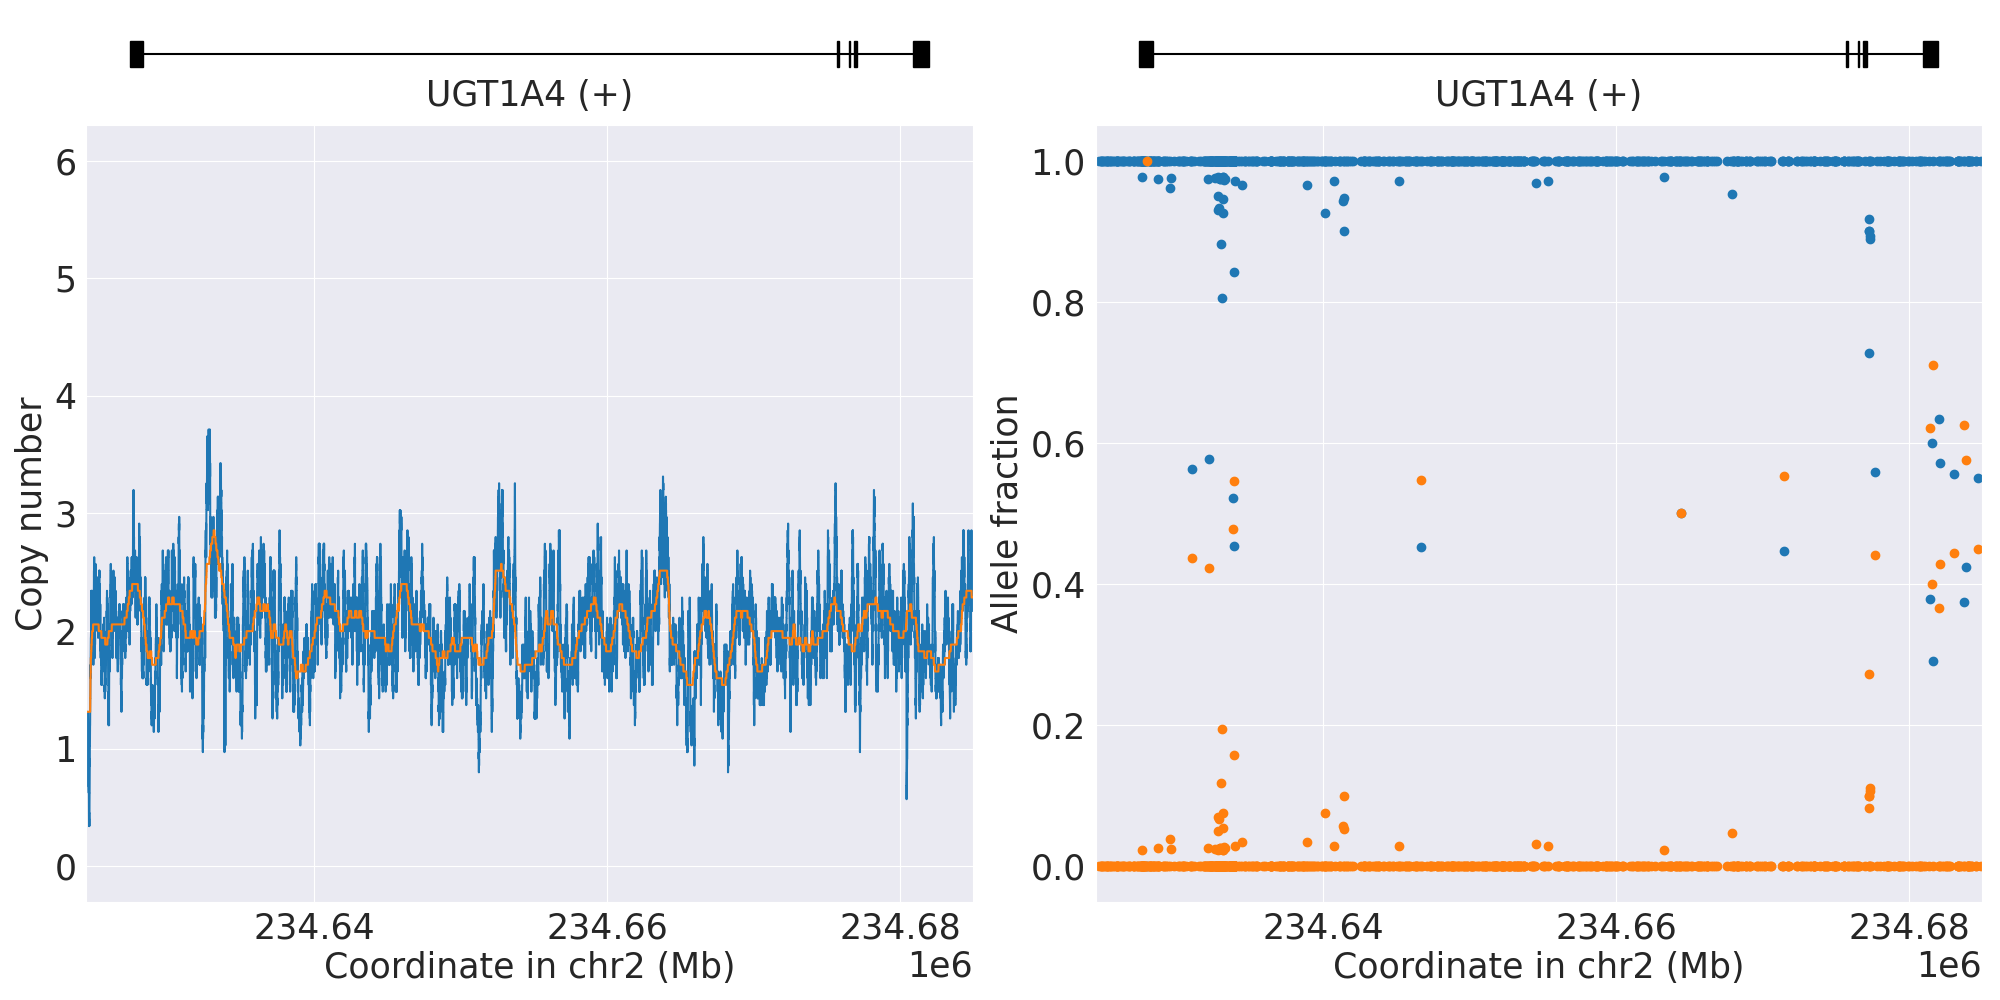 UGT1A4 (+)
6
5
4
3
2
1
0
Copy number
234.64
234.66
234.68
1e6
Coordinate in chr2 (Mb)
UGT1A4 (+)
1.0
0.8
0.6
0.4
0.2
0.0
Allele fraction
234.64
234.66
234.68
1e6
Coordinate in chr2 (Mb)